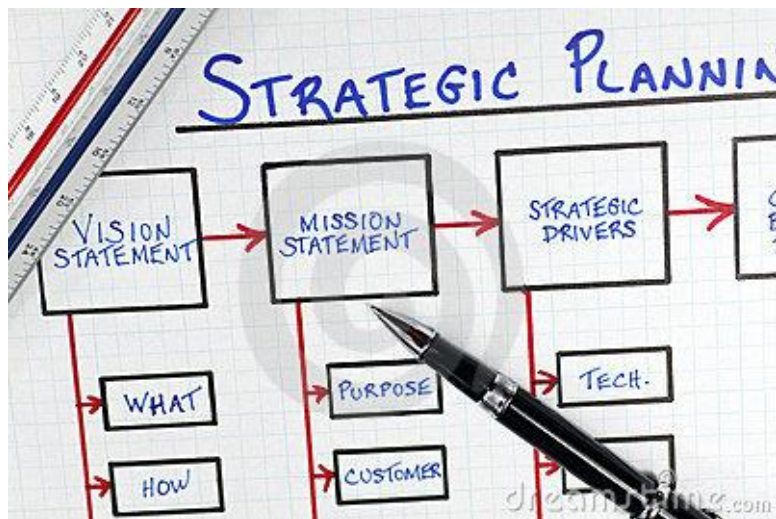 STRATEGIC PLANNIN
VISION
STATEMENT
MISSION
STATEMENT
STRATEGIC
DRIVERS
WHAT
PURPOSE
TECH.
HOW
CUSTOMER
dreamstime.com